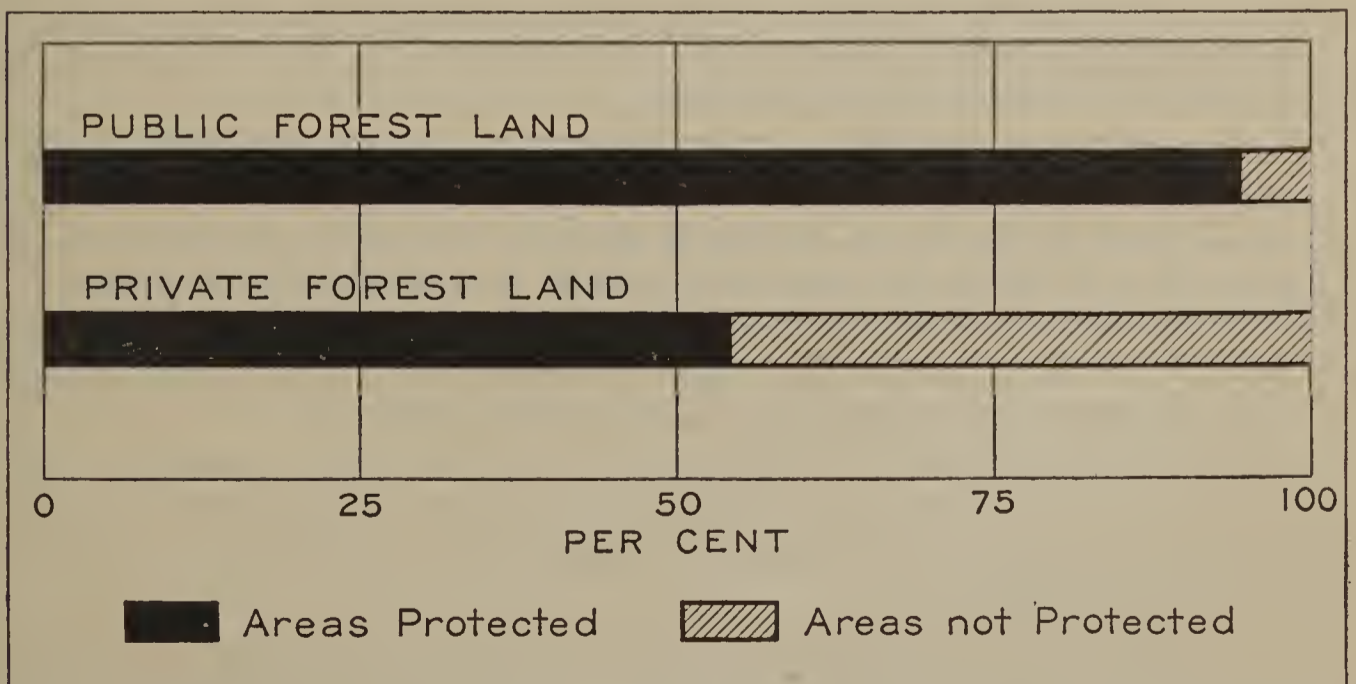 PUBLIC FOREST LAND
PRIVATE FOREST LAND
0 25 50 75 100
PER CENT
Areas Protected Areas not Protected